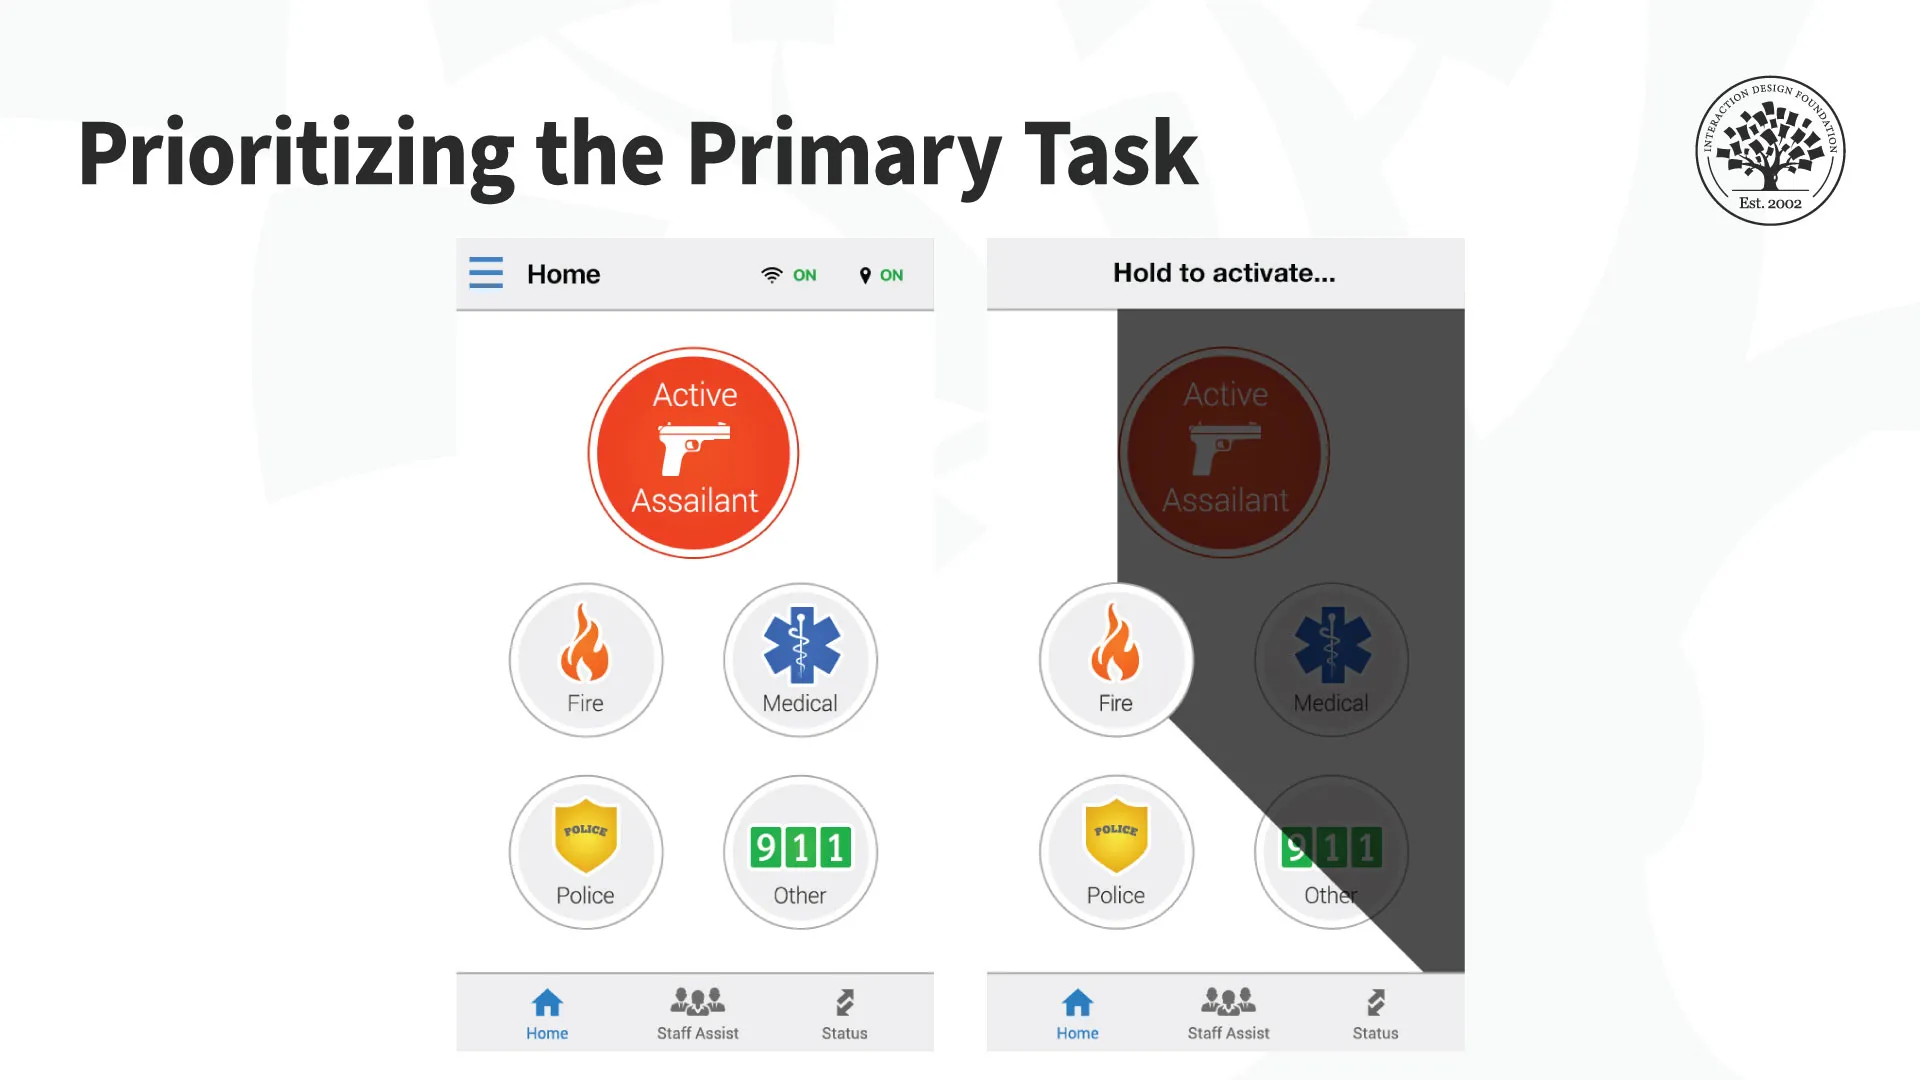 Prioritizing the Primary Task
INTERACTION DESIGN FOUNDATION
Est. 2002
Home
ON
ON
Active
Assailant
Fire
Medical
POLICE
Police
911
Other
Home
Staff Assist
Status
Hold to activate...
Active
Assailant
Fire
Medical
POLICE
Police
911
Other
Home
Staff Assist
Status